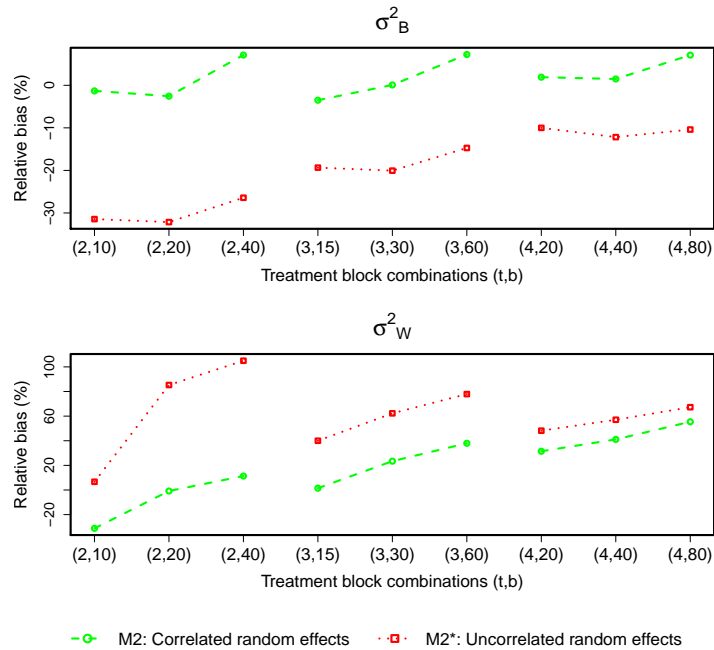 σ²_B
Relative bias (%)
0
−10
−20
−30
(2,10) (2,20) (2,40) (3,15) (3,30) (3,60) (4,20) (4,40) (4,80)
Treatment block combinations (t,b)
σ²_W
Relative bias (%)
100
60
20
−20
(2,10) (2,20) (2,40) (3,15) (3,30) (3,60) (4,20) (4,40) (4,80)
Treatment block combinations (t,b)
M2: Correlated random effects M2*: Uncorrelated random effects